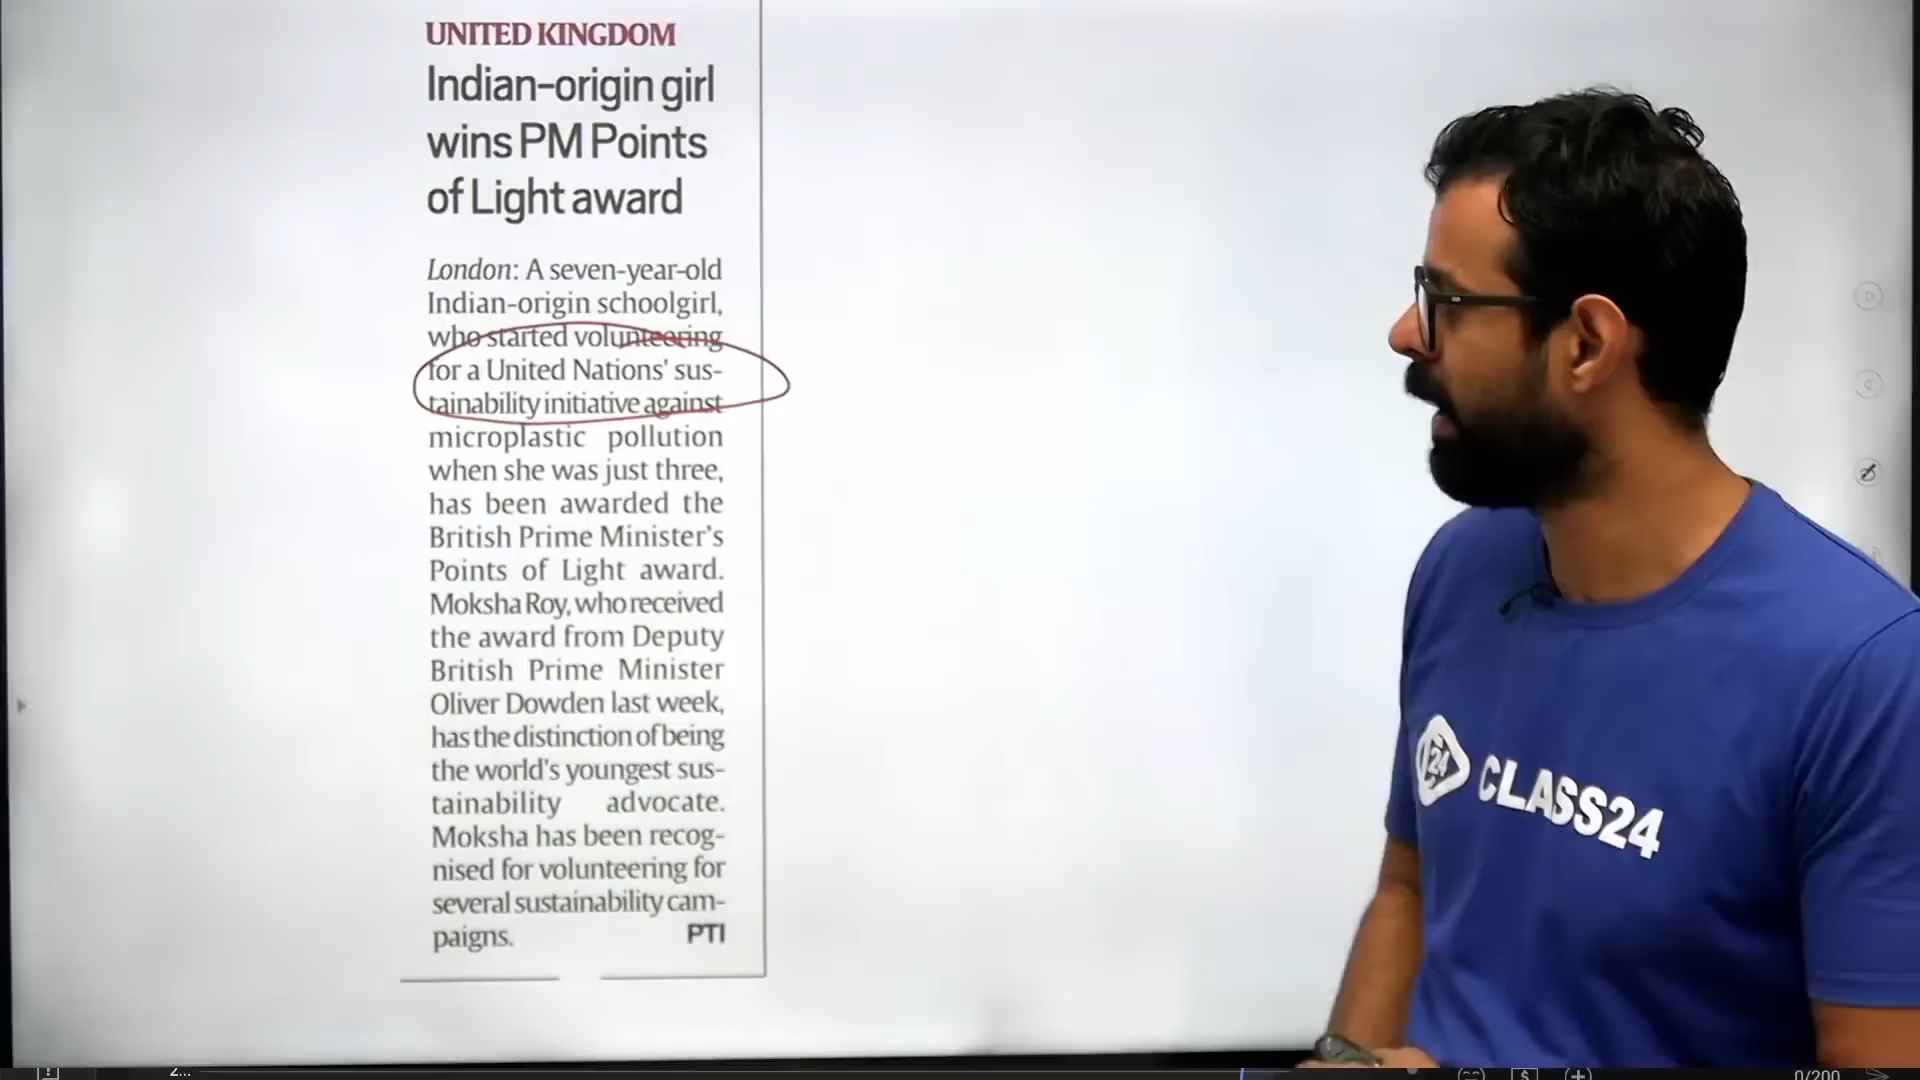 UNITED KINGDOM
Indian-origin girl
wins PM Points
of Light award
London: A seven-year-old
Indian-origin schoolgirl,
who started volunteering
for a United Nations' sus-
tainability initiative against
microplastic pollution
when she was just three,
has been awarded the
British Prime Minister's
Points of Light award.
Moksha Roy, who received
the award from Deputy
British Prime Minister
Oliver Dowden last week,
has the distinction of being
the world's youngest sus-
tainability advocate.
Moksha has been recog-
nised for volunteering for
several sustainability cam-
paigns. PTI
24 CLASS24
2...
0/200